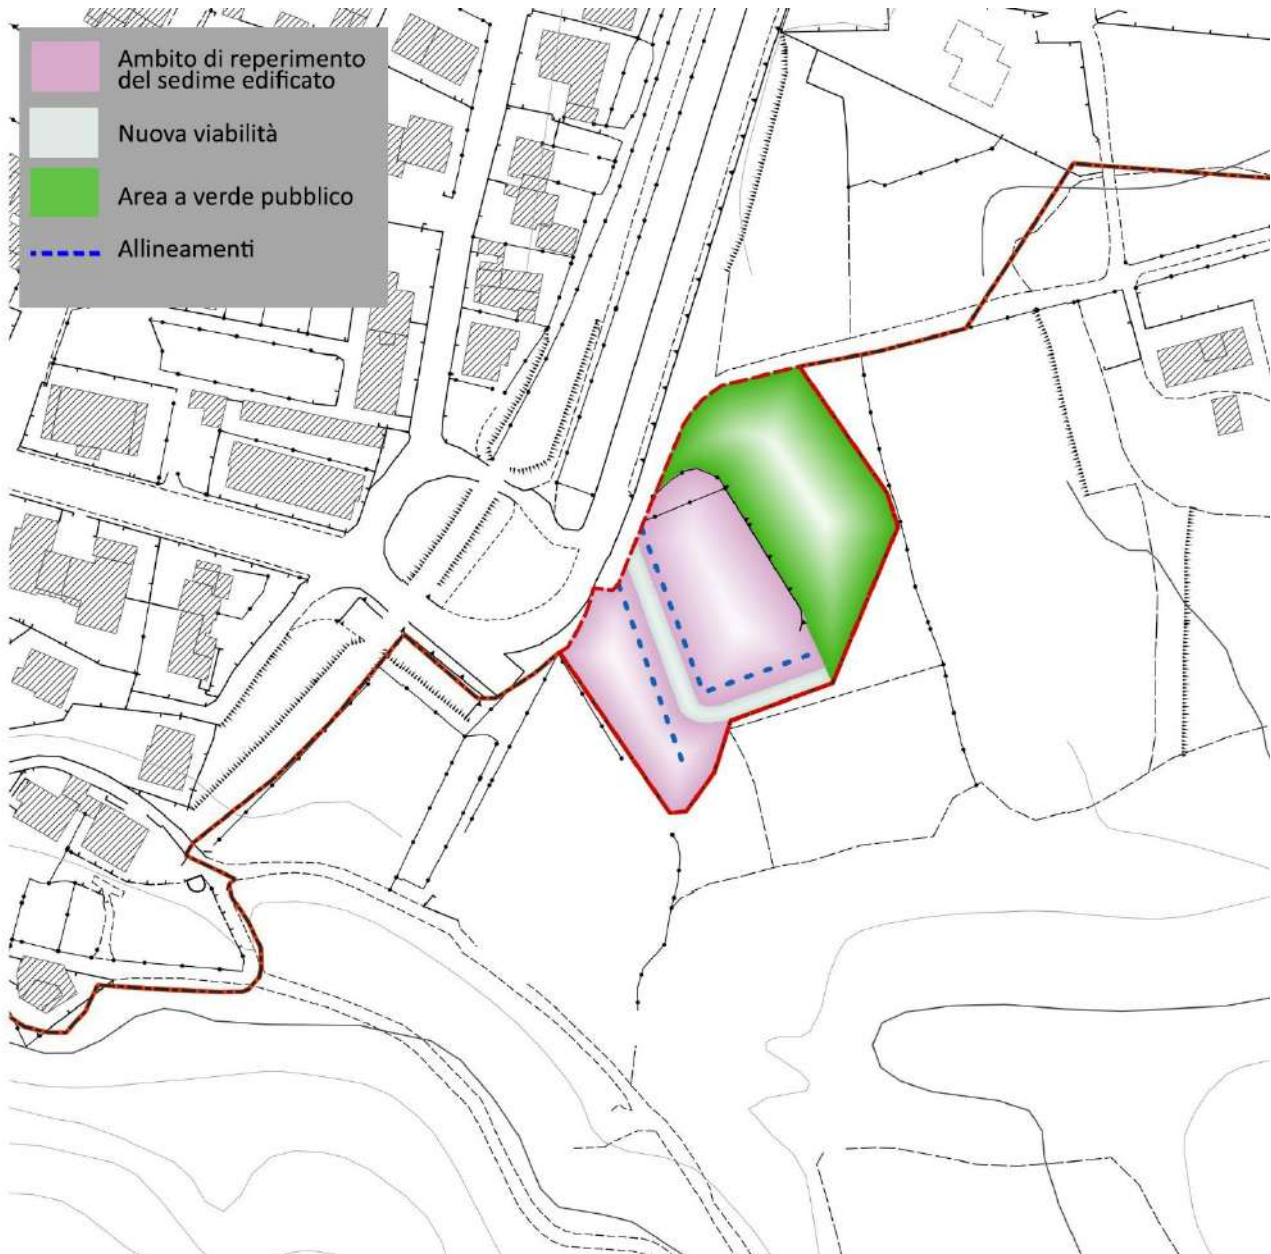 Ambito di reperimento
del sedime edificato
Nuova viabilità
Area a verde pubblico
Allineamenti